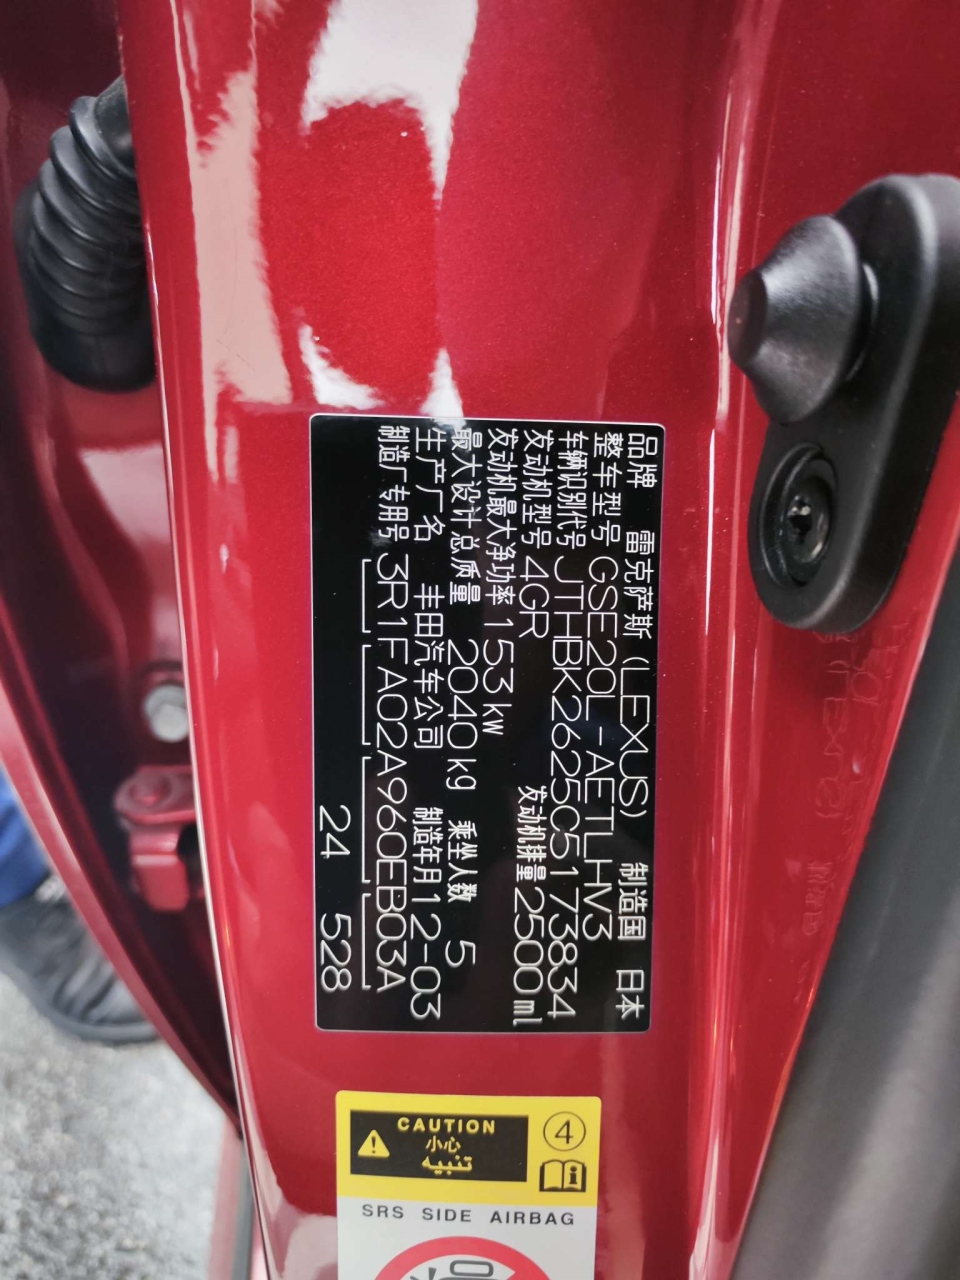 品牌 雷克萨斯 (LEXUS) 制造国 日本
整车型号 GSE20L-AETLHV3
车辆识别代号 JTHBK2625C5173834
发动机型号 4GR 发动机排量 2500ml
发动机最大净功率 153kw
最大设计总质量 2040kg 乘坐人数 5
生产厂名 丰田汽车公司 制造年月 12-03
制造厂专用号 3R1FA02A960EB03A
24 528
CAUTION
小心
تنبيه
4
SRS SIDE AIRBAG